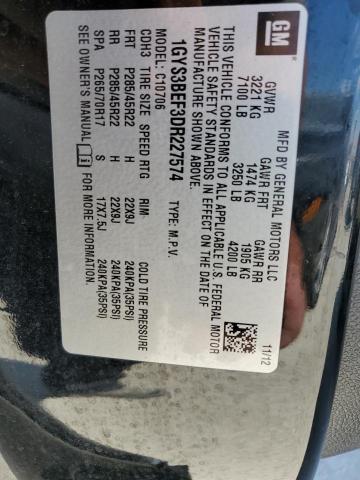 GM
MFD BY GENERAL MOTORS LLC
GVWR GAWR FRT GAWR RR
3221 KG 1474 KG 1905 KG
7100 LB 3250 LB 4200 LB
THIS VEHICLE CONFORMS TO ALL APPLICABLE U.S. FEDERAL MOTOR
VEHICLE SAFETY STANDARDS IN EFFECT ON THE DATE OF
MANUFACTURE SHOWN ABOVE.
1GYS3BEF3DR227574 TYPE: M.P.V.
MODEL: C10706
11/12
CDH3 TIRE SIZE SPEED RTG RIM COLD TIRE PRESSURE
FRT P285/45R22 H 22X9J 240KPA(35PSI)
RR P285/45R22 H 22X9J 240KPA(35PSI)
SPA P265/70R17 S 17X7.5J 240KPA(35PSI)
SEE OWNER'S MANUAL FOR MORE INFORMATION.